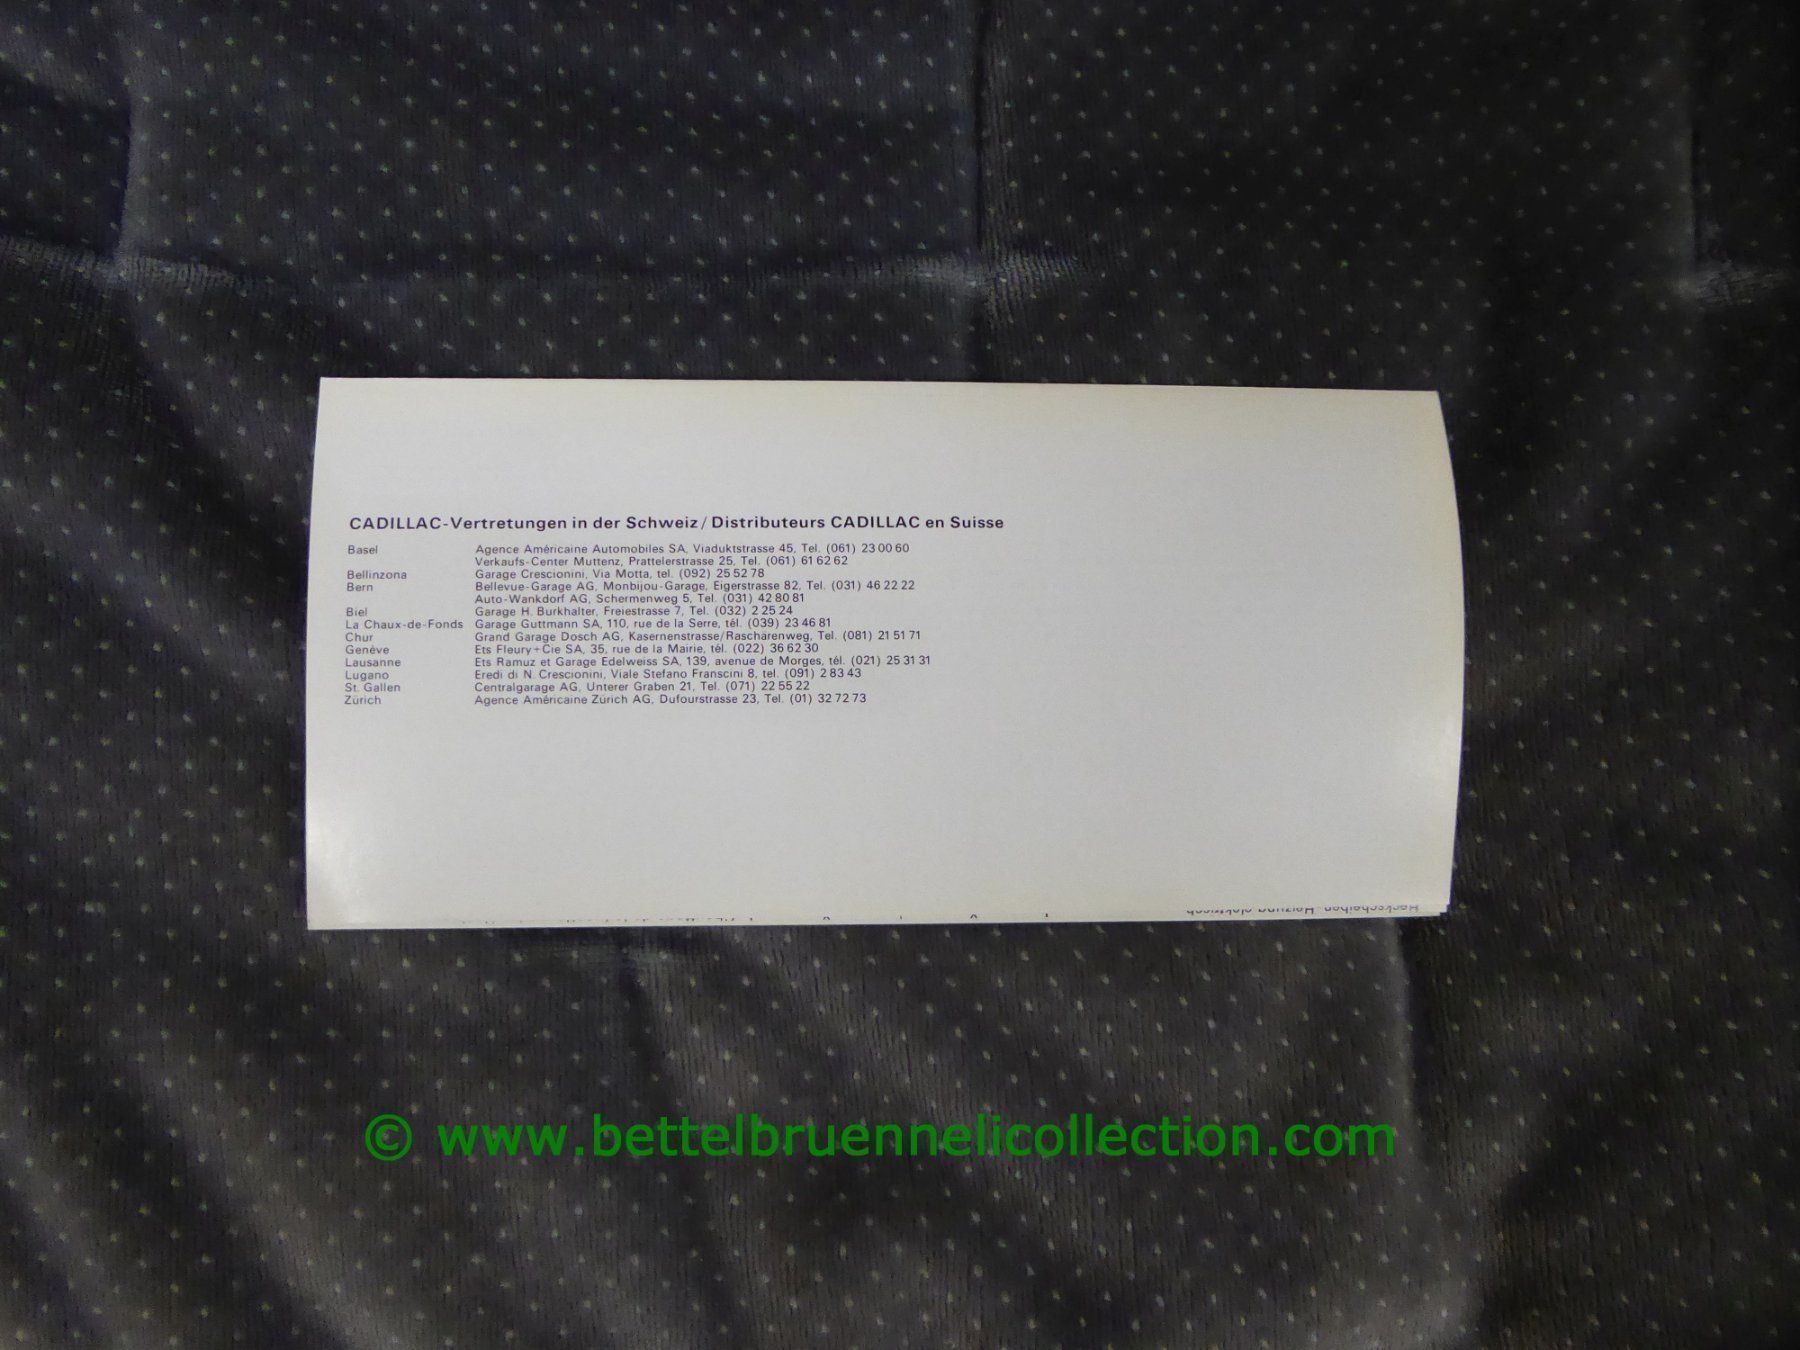 CADILLAC-Vertretungen in der Schweiz / Distributeurs CADILLAC en Suisse
Basel Agence Américaine Automobiles SA, Viaduktstrasse 45, Tel. (061) 23 00 60
Verkaufs-Center Muttenz, Prattelerstrasse 25, Tel. (061) 61 62 62
Bellinzona Garage Crescionini, Via Motta, tel. (092) 25 52 78
Bern Bellevue-Garage AG, Monbijou-Garage, Eigerstrasse 82, Tel. (031) 46 22 22
Auto-Wankdorf AG, Schermenweg 5, Tel. (031) 42 80 81
Biel Garage H. Burkhalter, Freiestrasse 7, Tel. (032) 2 25 24
La Chaux-de-Fonds Garage Guttmann SA, 110, rue de la Serre, tél. (039) 23 46 81
Chur Grand Garage Dosch AG, Kasernenstrasse/Raschärenweg, Tel. (081) 21 51 71
Genève Ets Fleury+Cie SA, 35, rue de la Mairie, tél. (022) 36 62 30
Lausanne Ets Ramuz et Garage Edelweiss SA, 139, avenue de Morges, tél. (021) 25 31 31
Lugano Eredi di N. Crescionini, Viale Stefano Franscini 8, tel. (091) 2 83 43
St. Gallen Centralgarage AG, Unterer Graben 21, Tel. (071) 22 55 22
Zürich Agence Américaine Zürich AG, Dufourstrasse 23, Tel. (01) 32 72 73
Heckscheiben-Heizung elektrisch
© www.bettelbruennelicollection.com